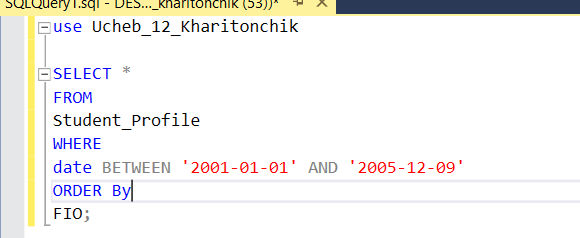 SQLQuery1.sql - DES..._kharitonchik (53))*
use Ucheb_12_Kharitonchik
SELECT *
FROM
Student_Profile
WHERE
date BETWEEN '2001-01-01' AND '2005-12-09'
ORDER By
FIO;